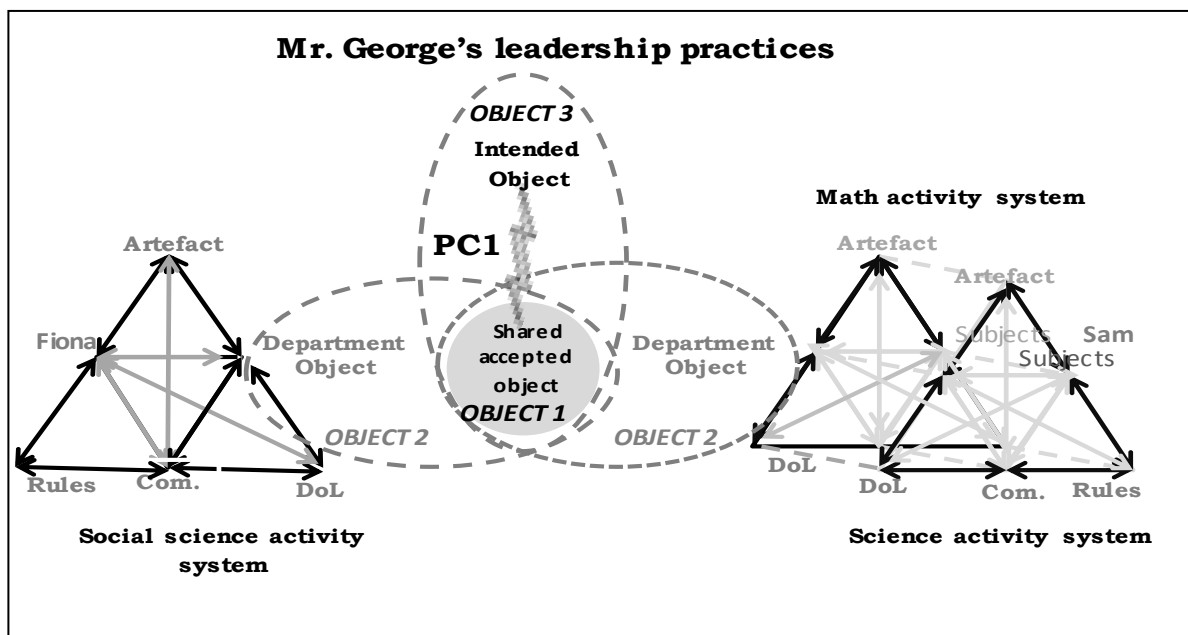 Mr. George's leadership practices
OBJECT 3
Intended
Object
PC1
Shared
accepted
object
OBJECT 1
Department
Object
OBJECT 2
Department
Object
OBJECT 2
Artefact
Fiona
Rules
Com.
DoL
Social science activity
system
Math activity system
Artefact
Artefact
Subjects
Sam
Subjects
DoL
DoL
Com.
Rules
Science activity system